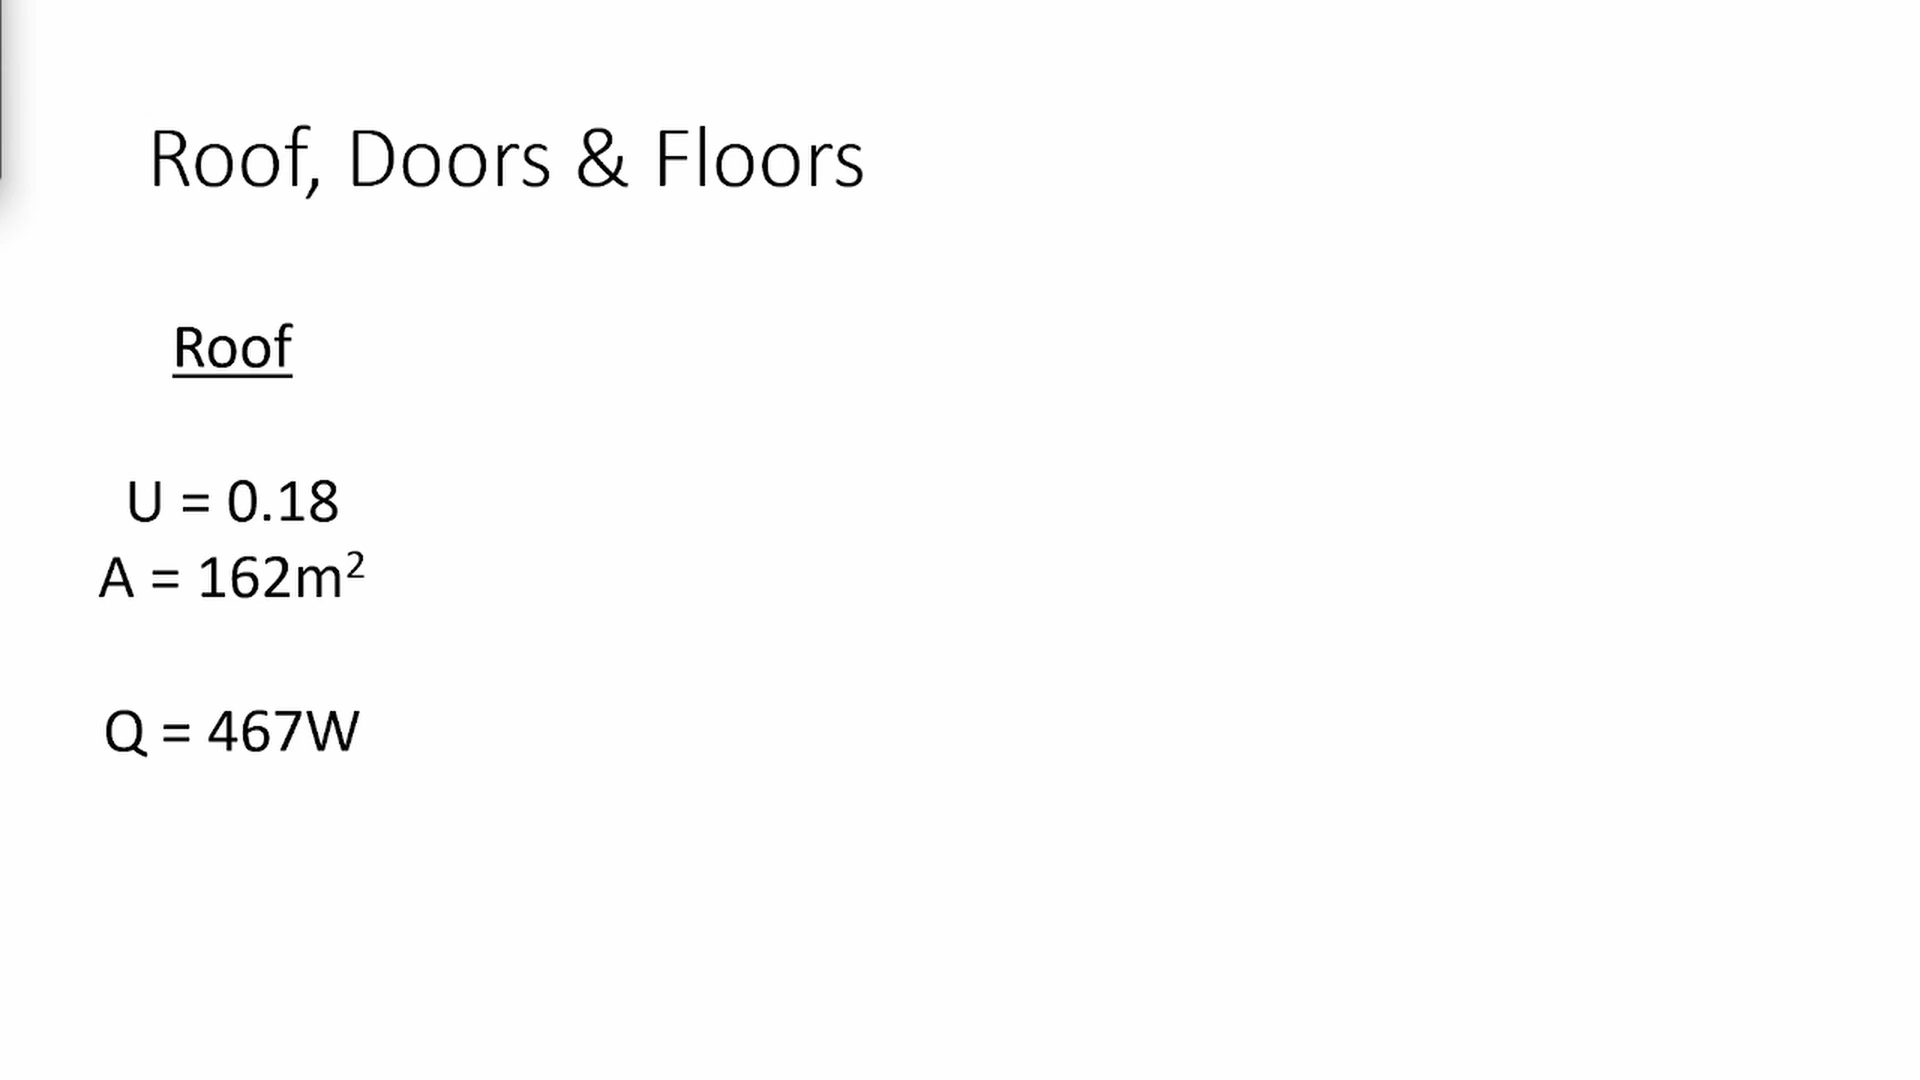 Roof, Doors & Floors
Roof
U = 0.18
A = 162m²
Q = 467W